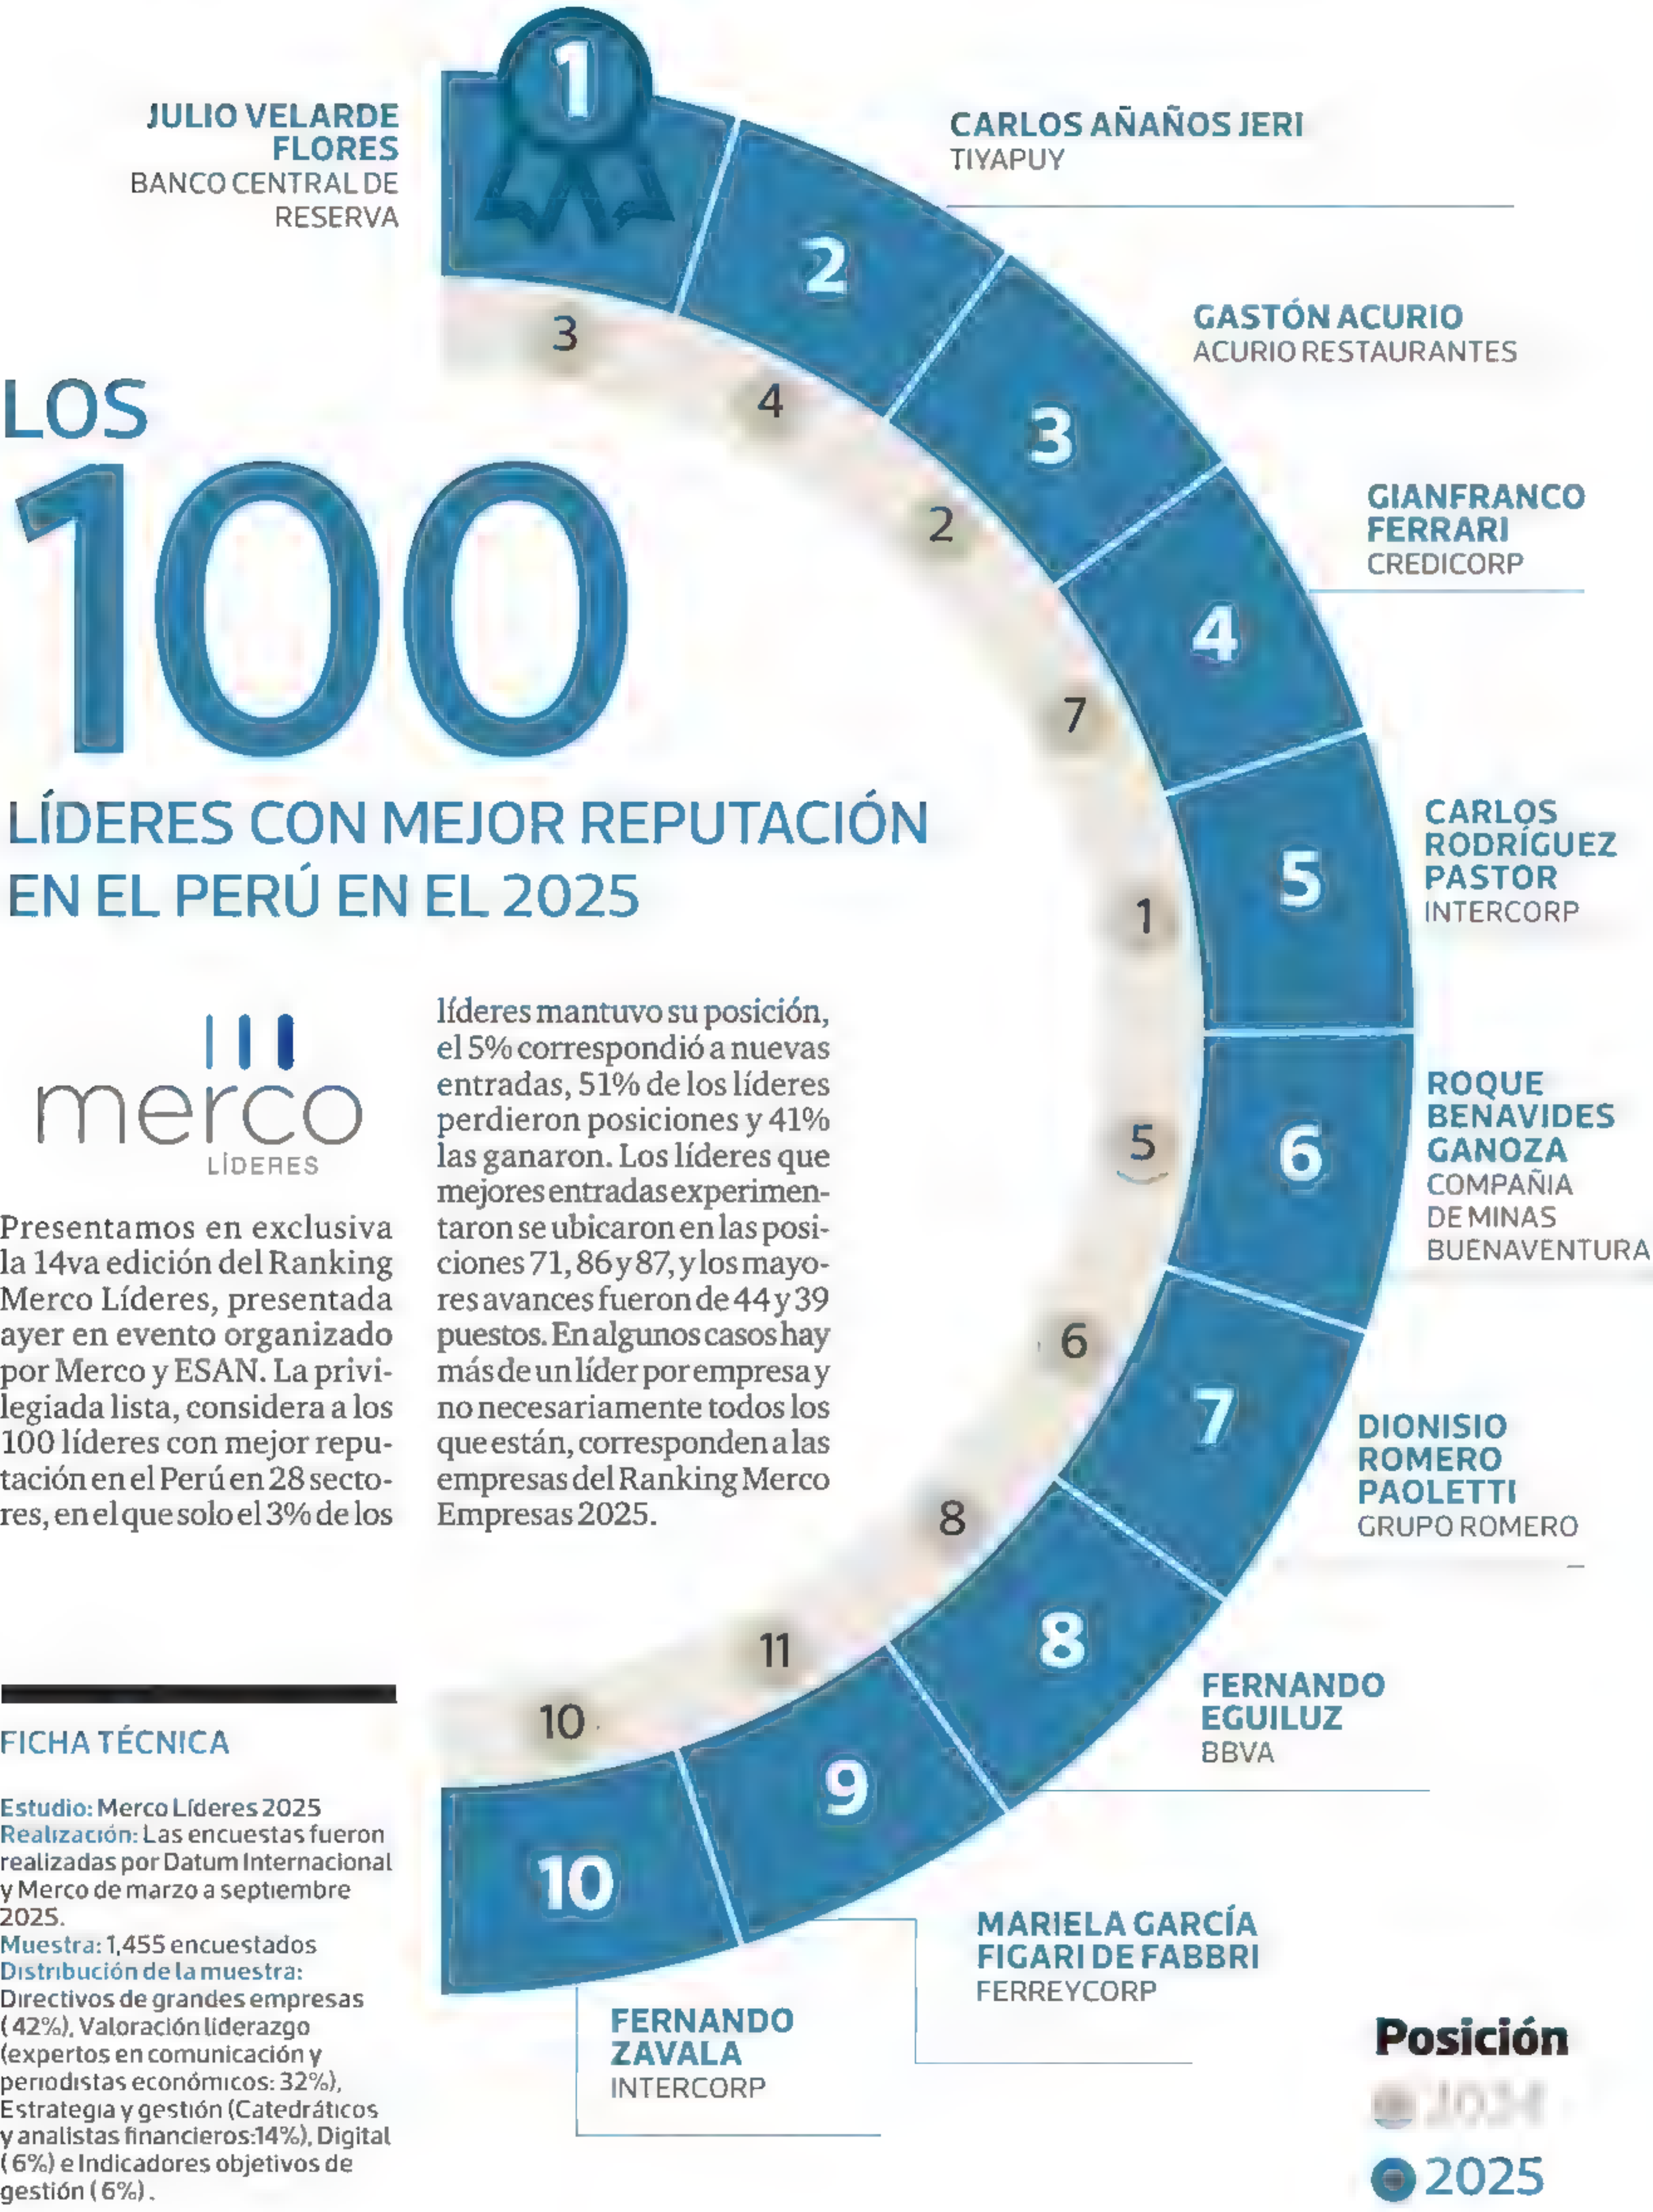 1
JULIO VELARDE
FLORES
BANCO CENTRAL DE
RESERVA
3
2
CARLOS AÑAÑOS JERI
TIYAPUY
4
3
GASTÓN ACURIO
ACURIO RESTAURANTES
2
4
GIANFRANCO
FERRARI
CREDICORP
7
5
CARLOS
RODRÍGUEZ
PASTOR
INTERCORP
1
6
ROQUE
BENAVIDES
GANOZA
COMPAÑIA
DE MINAS
BUENAVENTURA
5
7
DIONISIO
ROMERO
PAOLETTI
GRUPO ROMERO
6
8
FERNANDO
EGUILUZ
BBVA
8
9
MARIELA GARCÍA
FIGARI DE FABBRI
FERREYCORP
11
10
FERNANDO
ZAVALA
INTERCORP
10
LOS
100
LÍDERES CON MEJOR REPUTACIÓN
EN EL PERÚ EN EL 2025
merco
LÍDERES
Presentamos en exclusiva
la 14va edición del Ranking
Merco Líderes, presentada
ayer en evento organizado
por Merco y ESAN. La privi-
legiada lista, considera a los
100 líderes con mejor repu-
tación en el Perú en 28 secto-
res, en el que solo el 3% de los
líderes mantuvo su posición,
el 5% correspondió a nuevas
entradas, 51% de los líderes
perdieron posiciones y 41%
las ganaron. Los líderes que
mejores entradas experimen-
taron se ubicaron en las posi-
ciones 71, 86 y 87, y los mayo-
res avances fueron de 44 y 39
puestos. En algunos casos hay
más de un líder por empresa y
no necesariamente todos los
que están, corresponden a las
empresas del Ranking Merco
Empresas 2025.
FICHA TÉCNICA
Estudio: Merco Líderes 2025
Realización: Las encuestas fueron
realizadas por Datum Internacional
y Merco de marzo a septiembre
2025.
Muestra: 1,455 encuestados
Distribución de la muestra:
Directivos de grandes empresas
(42%), Valoración liderazgo
(expertos en comunicación y
periodistas económicos: 32%),
Estrategia y gestión (Catedráticos
y analistas financieros:14%), Digital
(6%) e Indicadores objetivos de
gestión (6%).
Posición
2024
2025